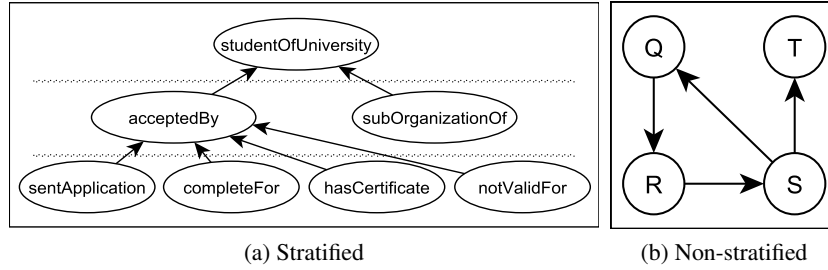 studentOfUniversity
acceptedBy
subOrganizationOf
sentApplication
completeFor
hasCertificate
notValidFor
(a) Stratified
Q
T
R
S
(b) Non-stratified